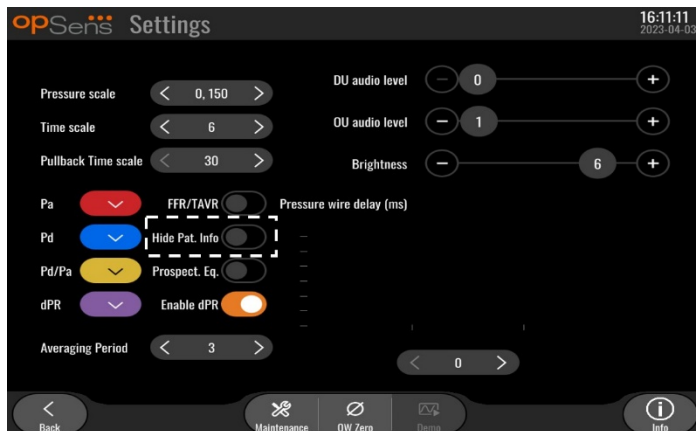 opSens Settings
16:11:11
2023-04-03
Pressure scale < 0, 150 >
Time scale < 6 >
Pullback Time scale < 30 >
DU audio level − 0 +
OU audio level − 1 +
Brightness − 6 +
Pa FFR/TAVR Pressure wire delay (ms)
Pd Hide Pat. Info
Pd/Pa Prospect. Eq.
dPR Enable dPR
Averaging Period < 3 >
< 0 >
Back Maintenance OW Zero Demo Info